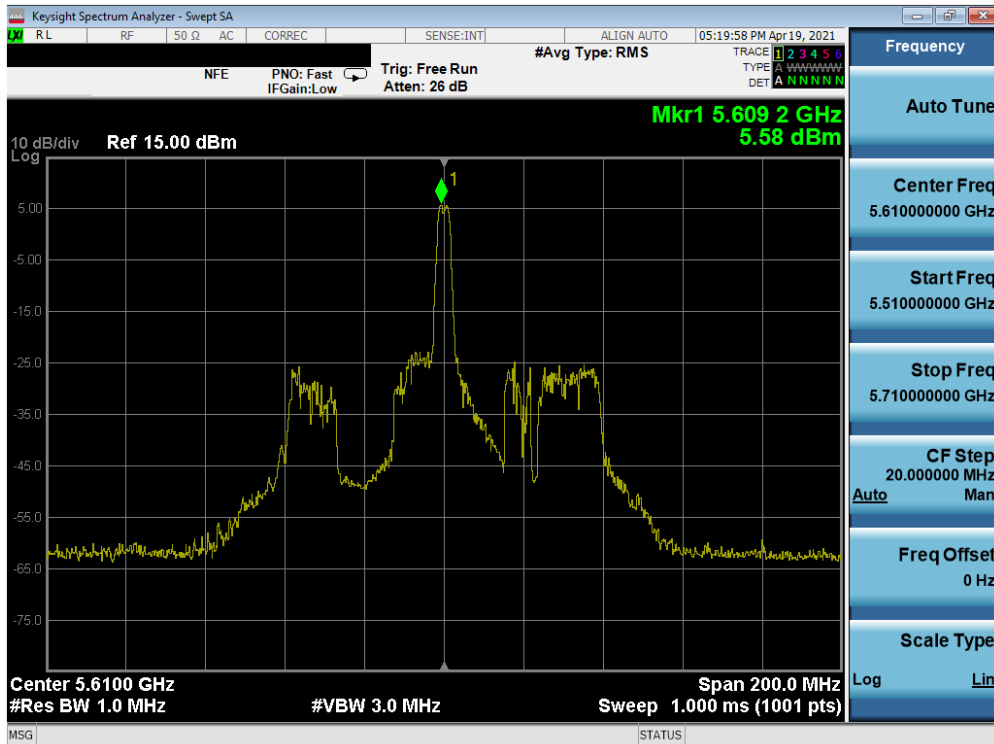 Keysight Spectrum Analyzer - Swept SA
LXI RL RF 50 Ω AC CORREC SENSE:INT ALIGN AUTO 05:19:58 PM Apr 19, 2021
#Avg Type: RMS TRACE 1 2 3 4 5 6
NFE PNO: Fast Trig: Free Run TYPE A WWWWW
IFGain:Low Atten: 26 dB DET A N N N N N
Mkr1 5.609 2 GHz
5.58 dBm
10 dB/div Ref 15.00 dBm
Log
1
5.00
-5.00
-15.0
-25.0
-35.0
-45.0
-55.0
-65.0
-75.0
Center 5.6100 GHz Span 200.0 MHz
#Res BW 1.0 MHz #VBW 3.0 MHz Sweep 1.000 ms (1001 pts)
MSG STATUS
Frequency
Auto Tune
Center Freq
5.610000000 GHz
Start Freq
5.510000000 GHz
Stop Freq
5.710000000 GHz
CF Step
20.000000 MHz
Auto Man
Freq Offset
0 Hz
Scale Type
Log Lin